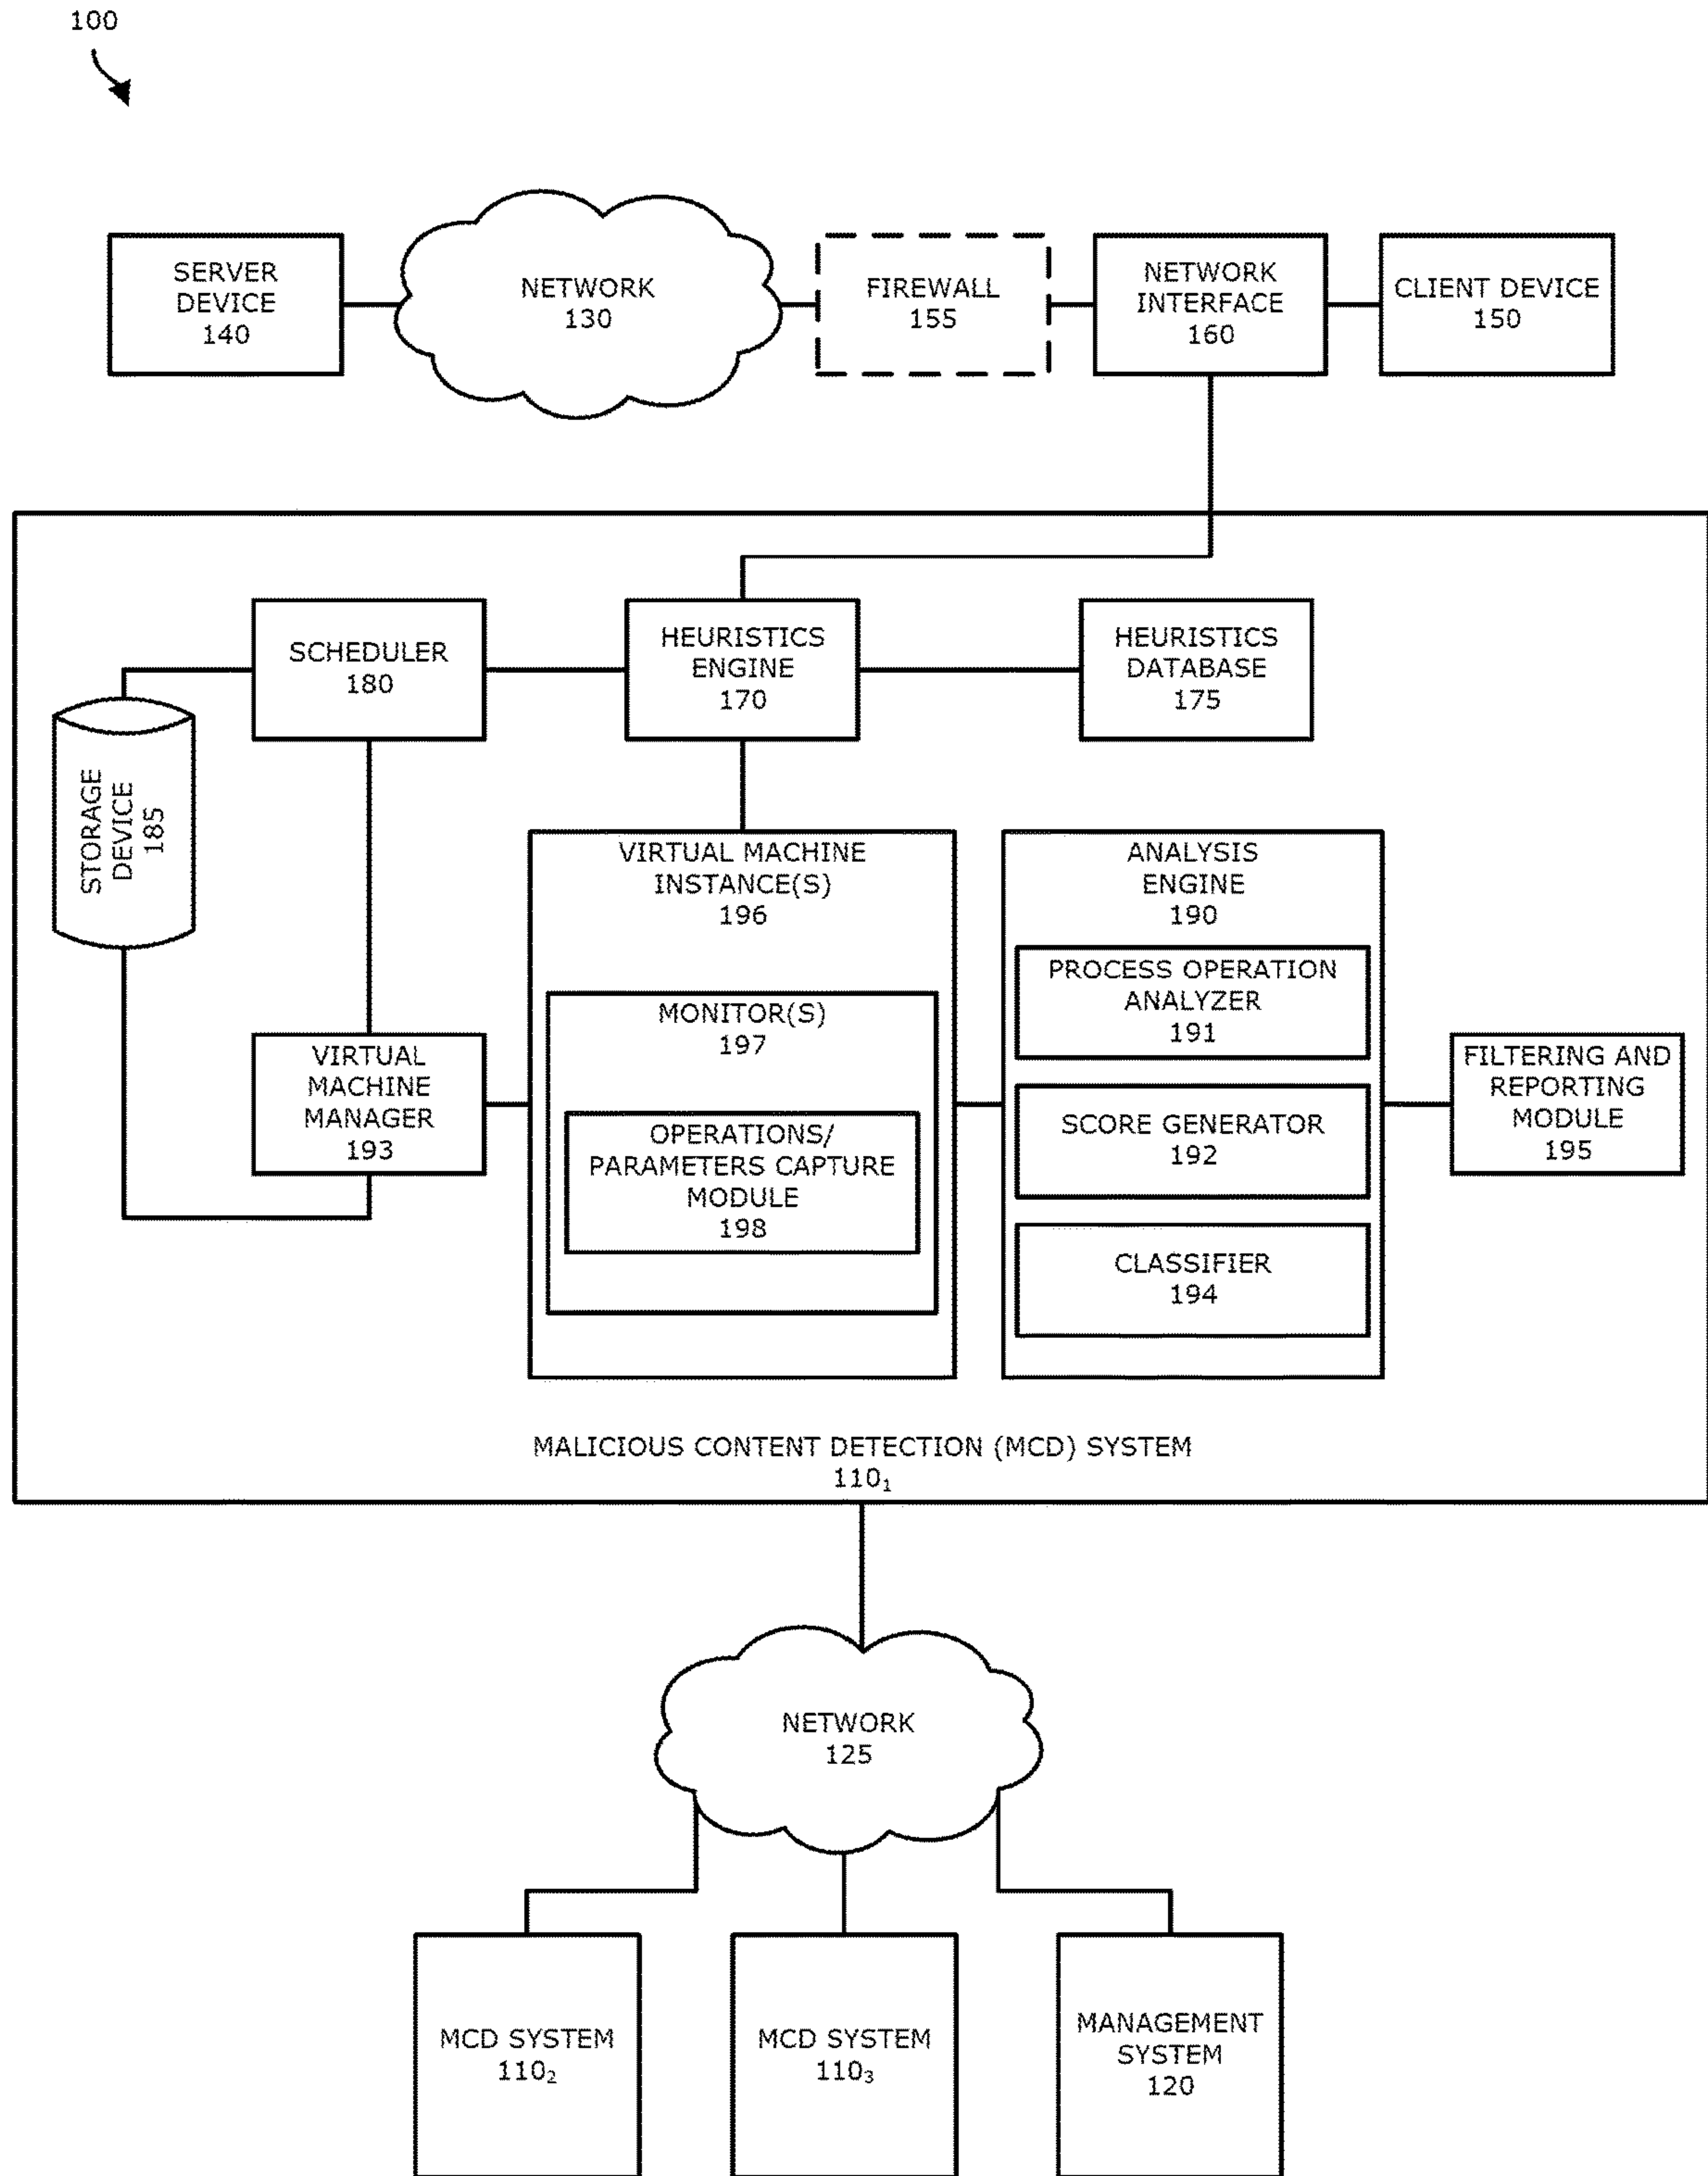 100
SERVER
DEVICE
140
NETWORK
130
FIREWALL
155
NETWORK
INTERFACE
160
CLIENT DEVICE
150
SCHEDULER
180
HEURISTICS
ENGINE
170
HEURISTICS
DATABASE
175
STORAGE
DEVICE
185
VIRTUAL MACHINE
INSTANCE(S)
196
MONITOR(S)
197
OPERATIONS/
PARAMETERS CAPTURE
MODULE
198
ANALYSIS
ENGINE
190
PROCESS OPERATION
ANALYZER
191
SCORE GENERATOR
192
CLASSIFIER
194
VIRTUAL
MACHINE
MANAGER
193
FILTERING AND
REPORTING
MODULE
195
MALICIOUS CONTENT DETECTION (MCD) SYSTEM
110₁
NETWORK
125
MCD SYSTEM
110₂
MCD SYSTEM
110₃
MANAGEMENT
SYSTEM
120